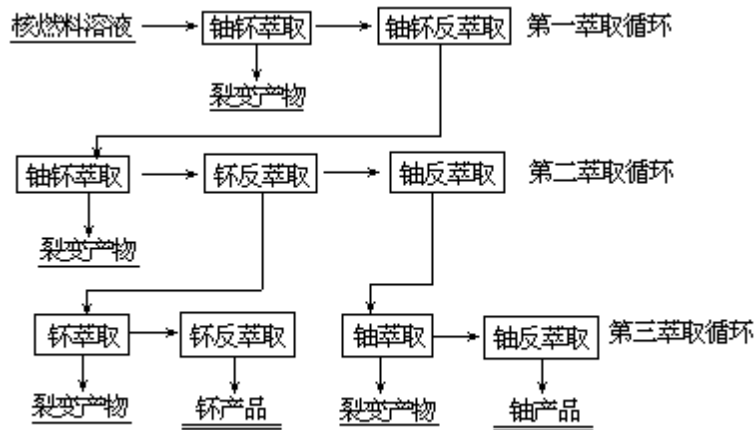 核燃料溶液 铀钚萃取 铀钚反萃取 第一萃取循环
裂变产物
铀钚萃取 钚反萃取 铀反萃取 第二萃取循环
裂变产物
钚萃取 钚反萃取 铀萃取 铀反萃取 第三萃取循环
裂变产物 钚产品 裂变产物 铀产品